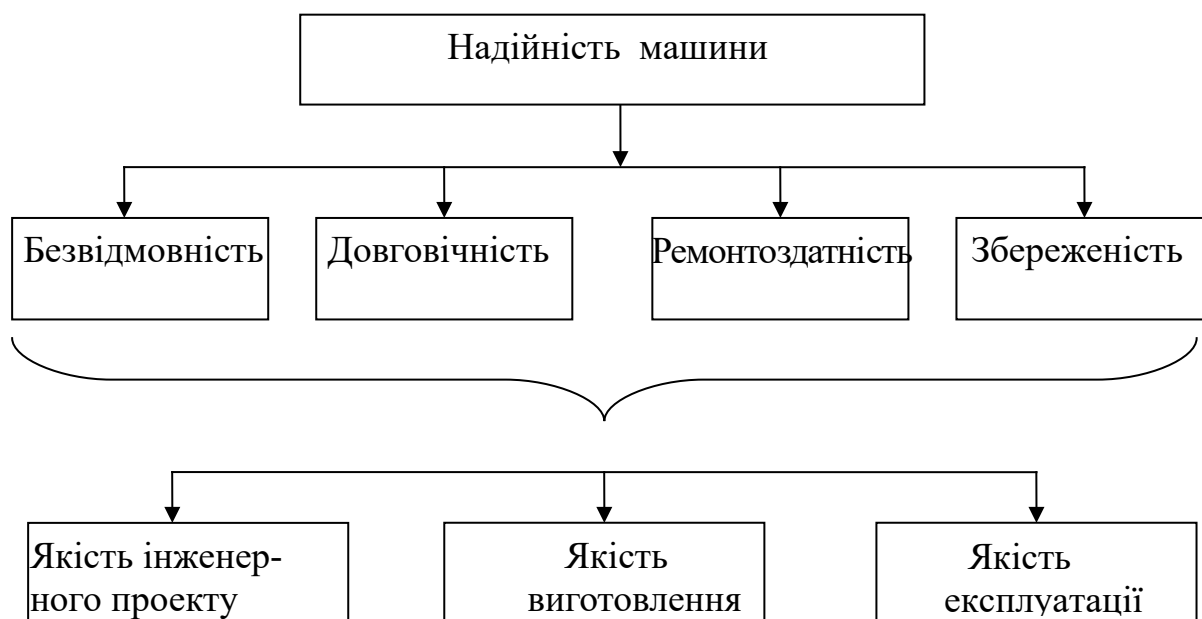 Надійність машини
Безвідмовність
Довговічність
Ремонтоздатність
Збереженість
Якість інженер-
ного проекту
Якість
виготовлення
Якість
експлуатації